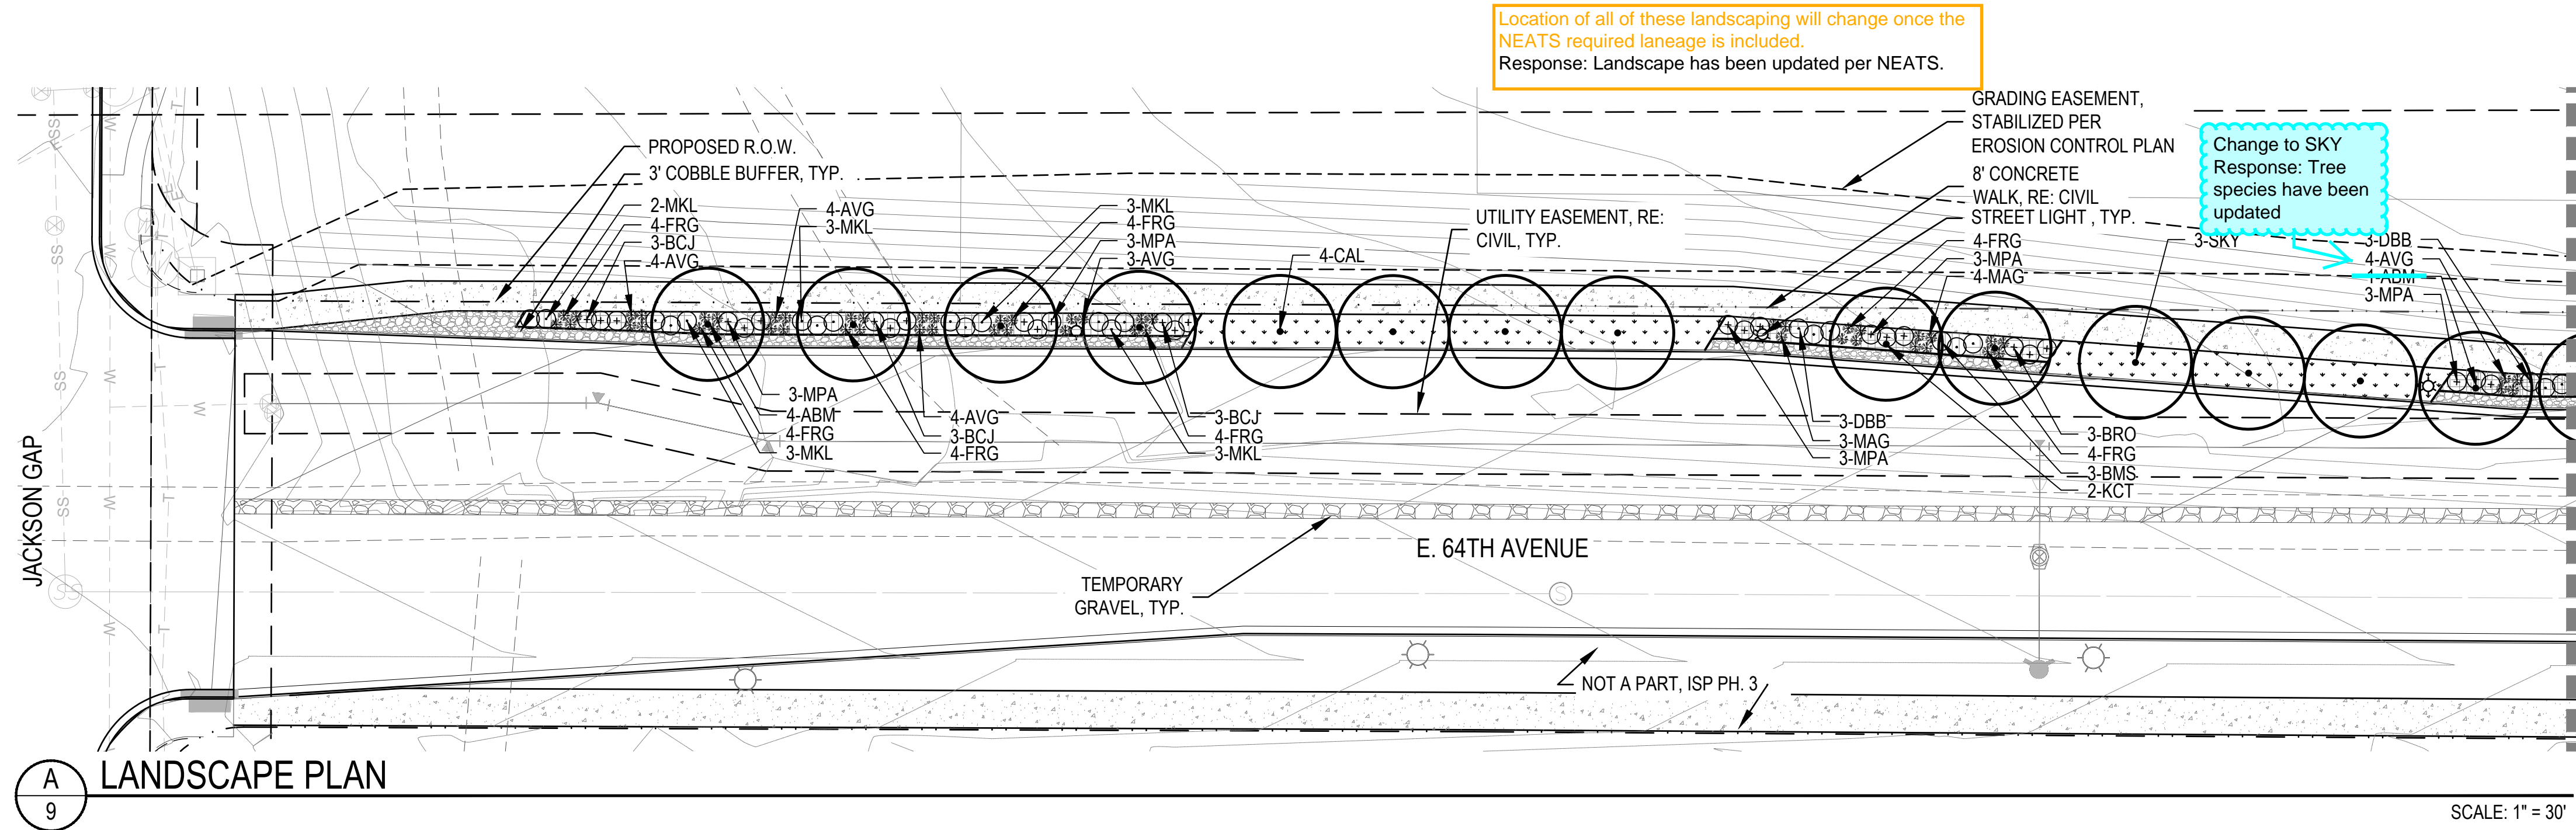 Location of all of these landscaping will change once the
NEATS required laneage is included.
Response: Landscape has been updated per NEATS.
GRADING EASEMENT,
STABILIZED PER
EROSION CONTROL PLAN
Change to SKY
Response: Tree
species have been
updated
PROPOSED R.O.W.
3' COBBLE BUFFER, TYP.
8' CONCRETE
WALK, RE: CIVIL
STREET LIGHT , TYP.
2-MKL
4-FRG
3-BCJ
4-AVG
4-AVG
3-MKL
3-MKL
4-FRG
3-MPA
3-AVG
4-CAL
UTILITY EASEMENT, RE:
CIVIL, TYP.
4-FRG
3-MPA
4-MAG
3-SKY
3-DBB
4-AVG
1-ABM
3-MPA
3-MPA
4-ABM
4-FRG
3-MKL
4-AVG
3-BCJ
4-FRG
3-BCJ
4-FRG
3-MKL
3-DBB
3-MAG
3-MPA
3-BRO
4-FRG
3-BMS
2-KCT
SS
SS
SS
SS
RSS
W
W
W
W
W
T
T
T
T
E
SS
S
JACKSON GAP
E. 64TH AVENUE
TEMPORARY
GRAVEL, TYP.
NOT A PART, ISP PH. 3
A
9
LANDSCAPE PLAN
SCALE: 1" = 30'